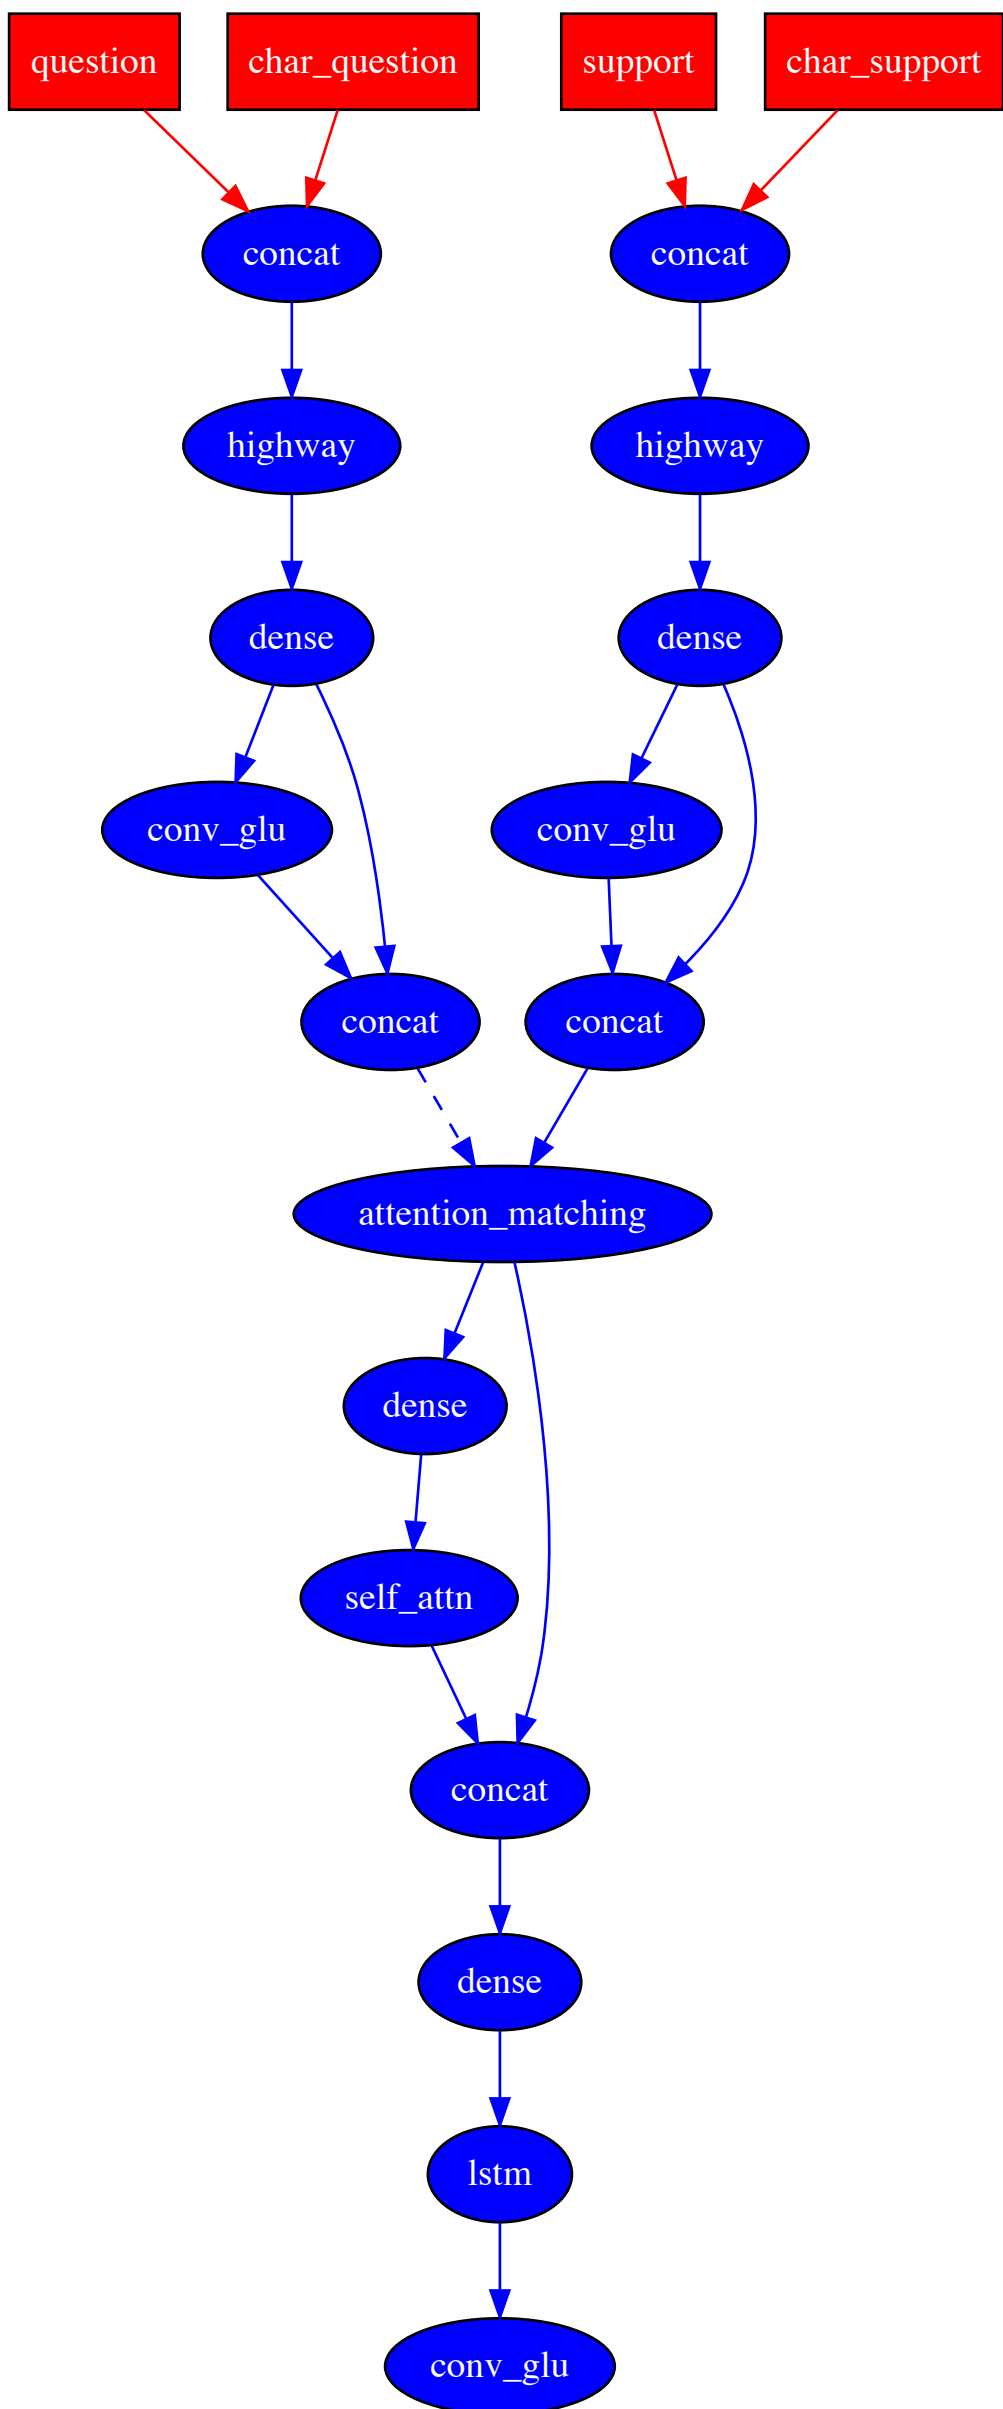 question char_question support char_support
concat concat
highway highway
dense dense
conv_glu conv_glu
concat concat
attention_matching
dense
self_attn
concat
dense
lstm
conv_glu